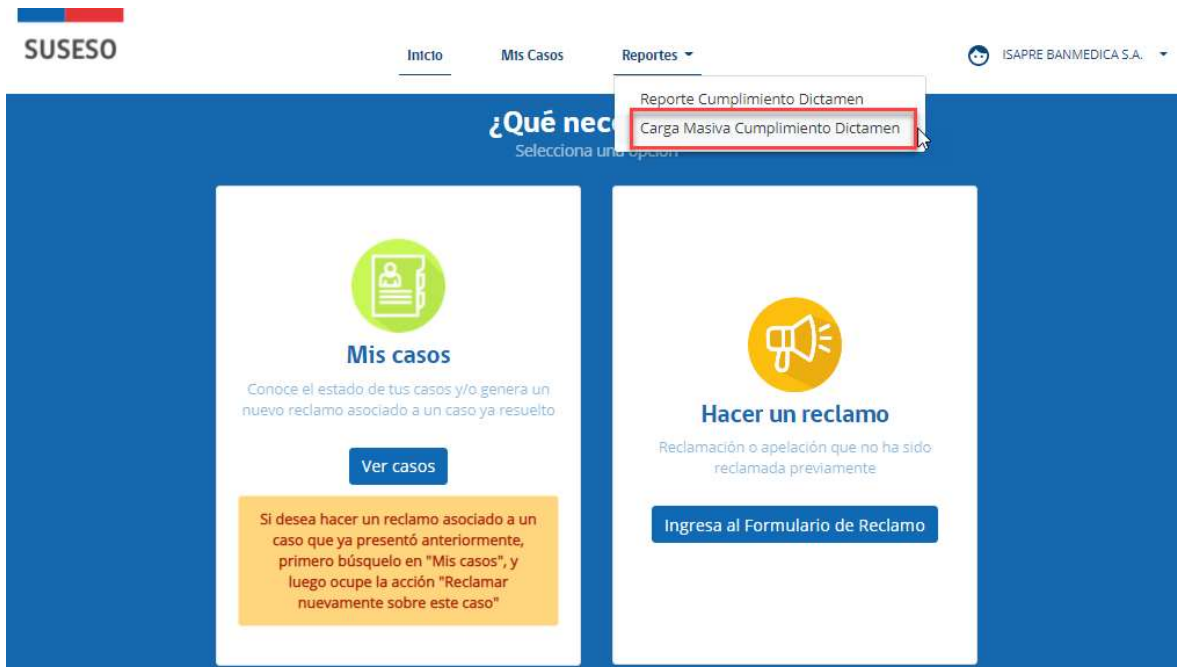 SUSESO
Inicio
Mis Casos
Reportes
ISAPRE BANMEDICA S.A.
Reporte Cumplimiento Dictamen
Carga Masiva Cumplimiento Dictamen
¿Qué
Selecciona una opción
Mis casos
Conoce el estado de tus casos y/o genera un
nuevo reclamo asociado a un caso ya resuelto
Ver casos
Si desea hacer un reclamo asociado a un
caso que ya presentó anteriormente,
primero búsquelo en "Mis casos", y
luego ocupe la acción "Reclamar
nuevamente sobre este caso"
Hacer un reclamo
Reclamación o apelación que no ha sido
reclamada previamente
Ingresa al Formulario de Reclamo